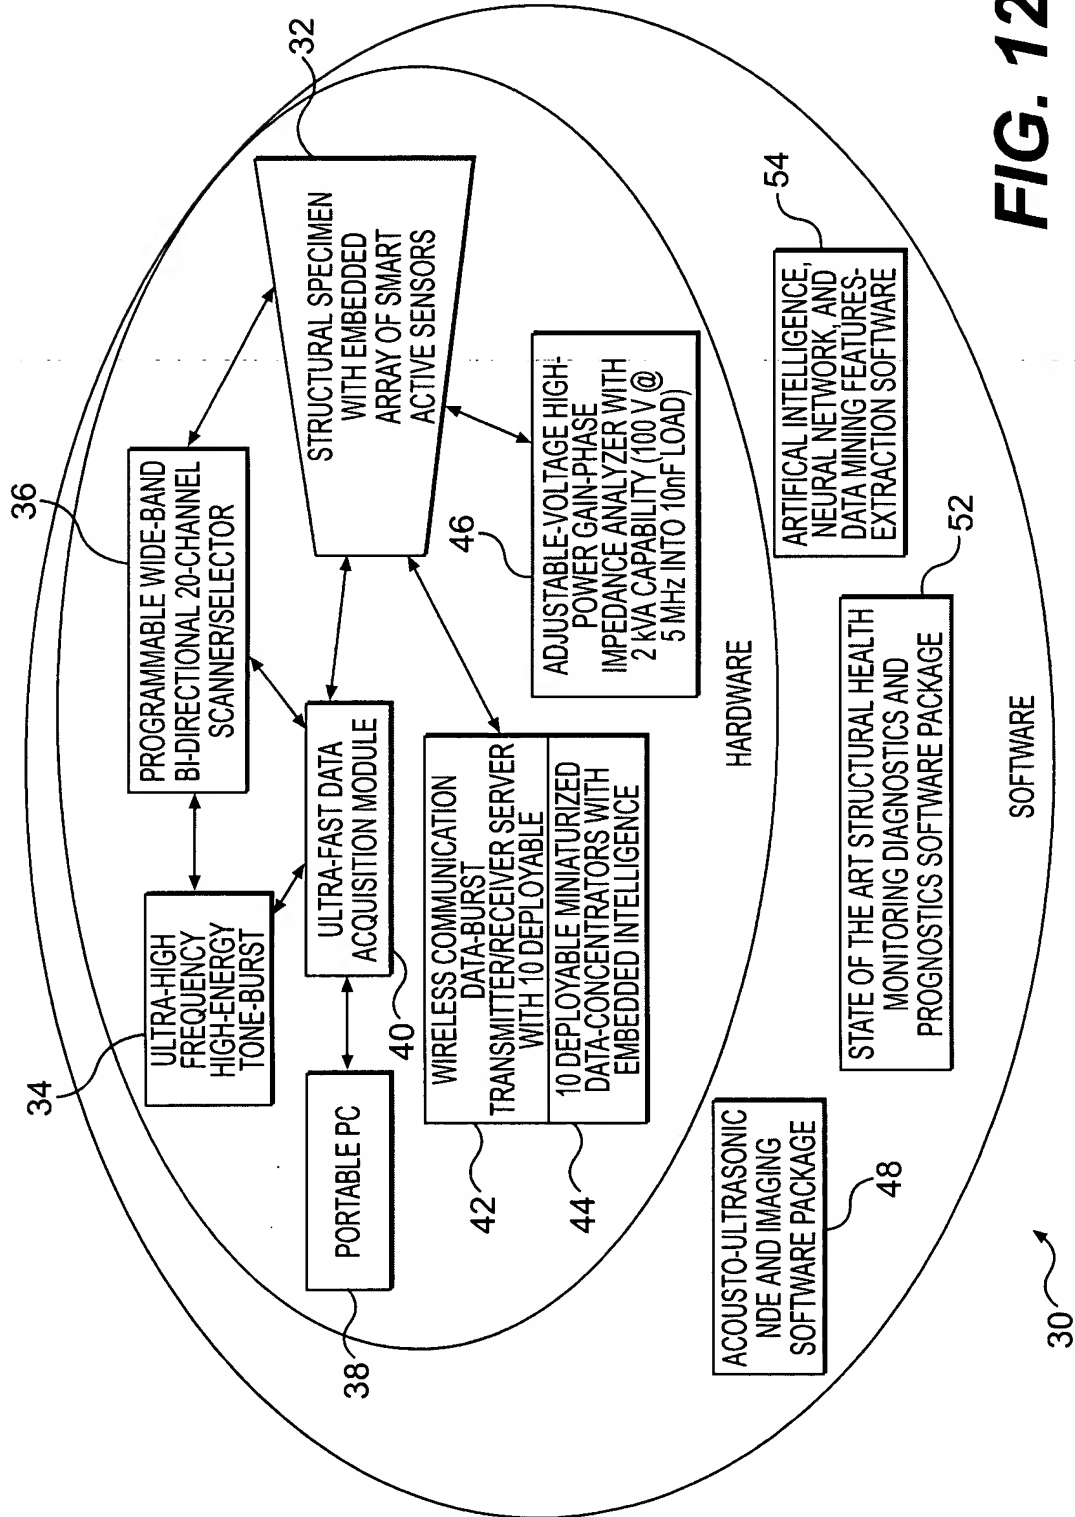 36
34
32
PROGRAMMABLE WIDE-BAND
BI-DIRECTIONAL 20-CHANNEL
SCANNER/SELECTOR
ULTRA-HIGH
FREQUENCY
HIGH-ENERGY
TONE-BURST
STRUCTURAL SPECIMEN
WITH EMBEDDED
ARRAY OF SMART
ACTIVE SENSORS
PORTABLE PC
38
ULTRA-FAST DATA
ACQUISITION MODULE
40
WIRELESS COMMUNICATION
DATA-BURST
TRANSMITTER/RECEIVER SERVER
WITH 10 DEPLOYABLE
42
10 DEPLOYABLE MINIATURIZED
DATA-CONCENTRATORS WITH
EMBEDDED INTELLIGENCE
44
46
ADJUSTABLE-VOLTAGE HIGH-
POWER GAIN-PHASE
IMPEDANCE ANALYZER WITH
2 kVA CAPABILITY (100 V @
5 MHz INTO 10nF LOAD)
HARDWARE
ACOUSTO-ULTRASONIC
NDE AND IMAGING
SOFTWARE PACKAGE
48
STATE OF THE ART STRUCTURAL HEALTH
MONITORING DIAGNOSTICS AND
PROGNOSTICS SOFTWARE PACKAGE
52
ARTIFICAL INTELLIGENCE,
NEURAL NETWORK, AND
DATA MINING FEATURES-
EXTRACTION SOFTWARE
54
SOFTWARE
30
FIG. 12